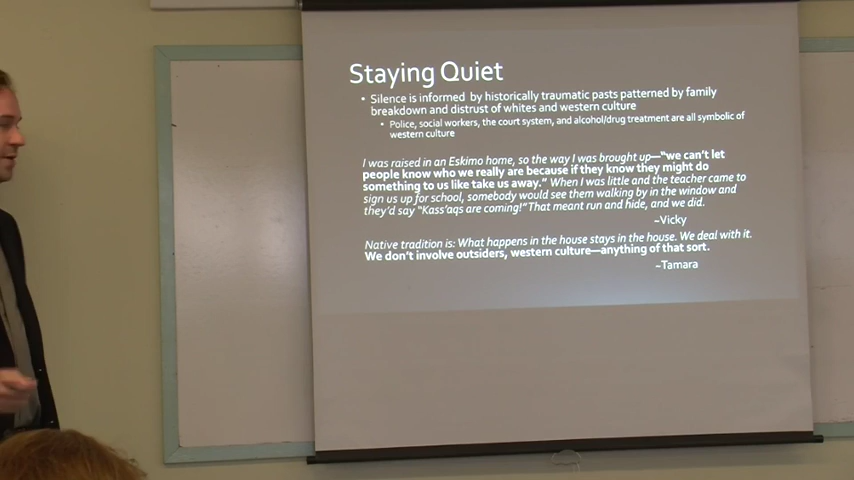 Staying Quiet
• Silence is informed by historically traumatic pasts patterned by family
breakdown and distrust of whites and western culture
• Police, social workers, the court system, and alcohol/drug treatment are all symbolic of
western culture
I was raised in an Eskimo home, so the way I was brought up—“we can’t let
people know who we really are because if they know they might do
something to us like take us away.” When I was little and the teacher came to
sign us up for school, somebody would see them walking by in the window and
they’d say “Kass’aqs are coming!” That meant run and hide, and we did.
~Vicky
Native tradition is: What happens in the house stays in the house. We deal with it.
We don’t involve outsiders, western culture—anything of that sort.
~Tamara